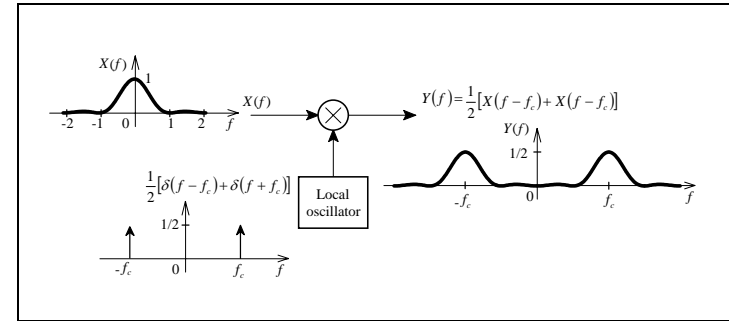 X(f)
1
-2 -1 0 1 2 f
X(f)
Y(f)=1/2[X(f-f_c)+X(f-f_c)]
Y(f)
1/2
-f_c 0 f_c f
1/2[δ(f-f_c)+δ(f+f_c)]
1/2
-f_c 0 f_c f
Local
oscillator